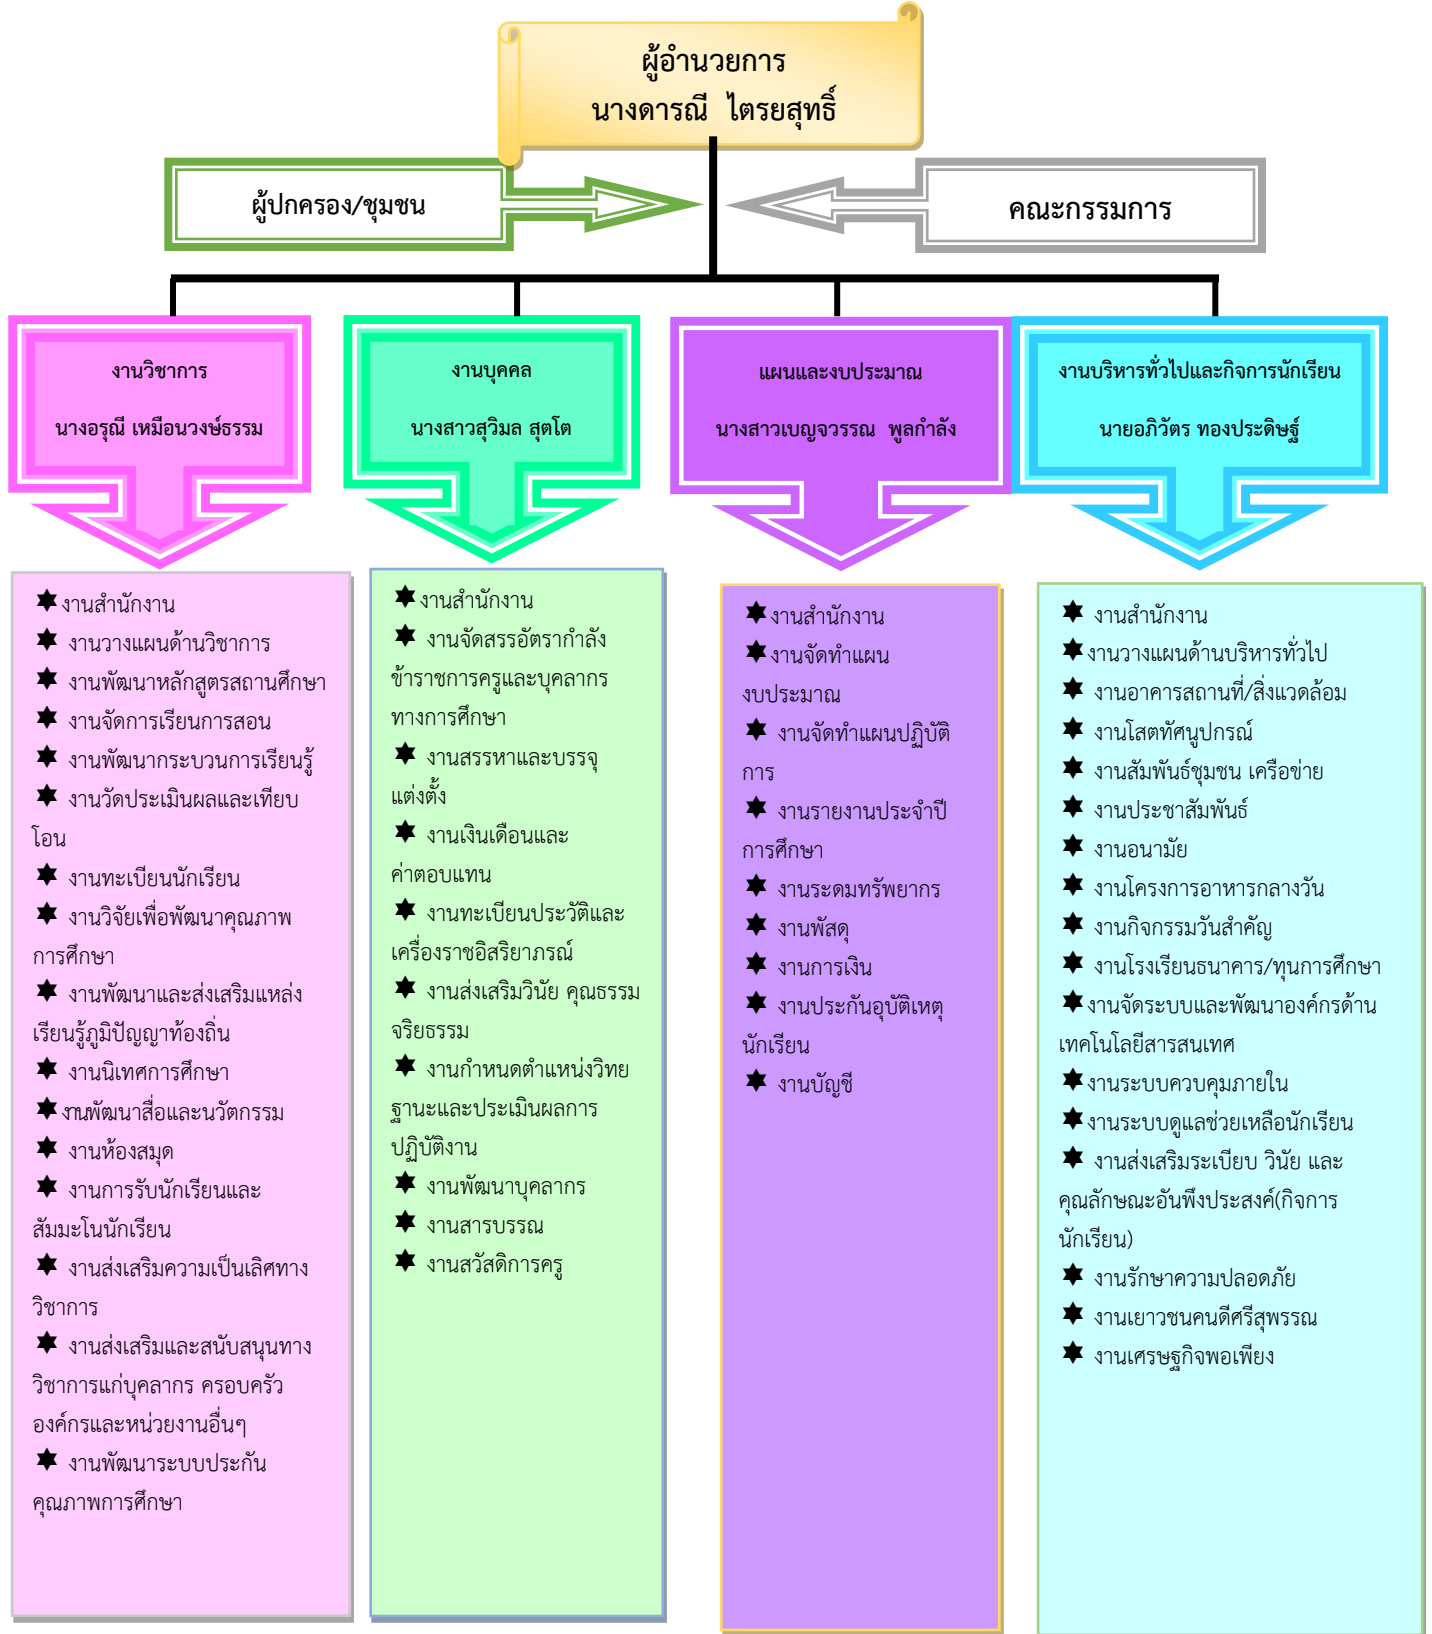 ผู้อำนวยการ
นางดารณี ไตรยสุทธิ์
ผู้ปกครอง/ชุมชน
คณะกรรมการ
งานวิชาการ
นางอรุณี เหมือนวงษ์ธรรม
งานบุคคล
นางสาวสุวิมล สุตโต
แผนและงบประมาณ
นางสาวเบญจวรรณ พูลกำลัง
งานบริหารทั่วไปและกิจการนักเรียน
นายอภิวัตร ทองประดิษฐ์
งานสำนักงาน
งานวางแผนด้านวิชาการ
งานพัฒนาหลักสูตรสถานศึกษา
งานจัดการเรียนการสอน
งานพัฒนากระบวนการเรียนรู้
งานวัดประเมินผลและเทียบ
โอน
งานทะเบียนนักเรียน
งานวิจัยเพื่อพัฒนาคุณภาพ
การศึกษา
งานพัฒนาและส่งเสริมแหล่ง
เรียนรู้ภูมิปัญญาท้องถิ่น
งานนิเทศการศึกษา
งานพัฒนาสื่อและนวัตกรรม
งานห้องสมุด
งานการรับนักเรียนและ
สัมมะโนนักเรียน
งานส่งเสริมความเป็นเลิศทาง
วิชาการ
งานส่งเสริมและสนับสนุนทาง
วิชาการแก่บุคลากร ครอบครัว
องค์กรและหน่วยงานอื่นๆ
งานพัฒนาระบบประกัน
คุณภาพการศึกษา
งานสำนักงาน
งานจัดสรรอัตรากำลัง
ข้าราชการครูและบุคลากร
ทางการศึกษา
งานสรรหาและบรรจุ
แต่งตั้ง
งานเงินเดือนและ
ค่าตอบแทน
งานทะเบียนประวัติและ
เครื่องราชอิสริยาภรณ์
งานส่งเสริมวินัย คุณธรรม
จริยธรรม
งานกำหนดตำแหน่งวิทย
ฐานะและประเมินผลการ
ปฏิบัติงาน
งานพัฒนาบุคลากร
งานสารบรรณ
งานสวัสดิการครู
งานสำนักงาน
งานจัดทำแผน
งบประมาณ
งานจัดทำแผนปฏิบัติ
การ
งานรายงานประจำปี
การศึกษา
งานระดมทรัพยากร
งานพัสดุ
งานการเงิน
งานประกันอุบัติเหตุ
นักเรียน
งานบัญชี
งานสำนักงาน
งานวางแผนด้านบริหารทั่วไป
งานอาคารสถานที่/สิ่งแวดล้อม
งานโสตทัศนูปกรณ์
งานสัมพันธ์ชุมชน เครือข่าย
งานประชาสัมพันธ์
งานอนามัย
งานโครงการอาหารกลางวัน
งานกิจกรรมวันสำคัญ
งานโรงเรียนธนาคาร/ทุนการศึกษา
งานจัดระบบและพัฒนาองค์กรด้าน
เทคโนโลยีสารสนเทศ
งานระบบควบคุมภายใน
งานระบบดูแลช่วยเหลือนักเรียน
งานส่งเสริมระเบียบ วินัย และ
คุณลักษณะอันพึงประสงค์(กิจการ
นักเรียน)
งานรักษาความปลอดภัย
งานเยาวชนคนดีศรีสุพรรณ
งานเศรษฐกิจพอเพียง